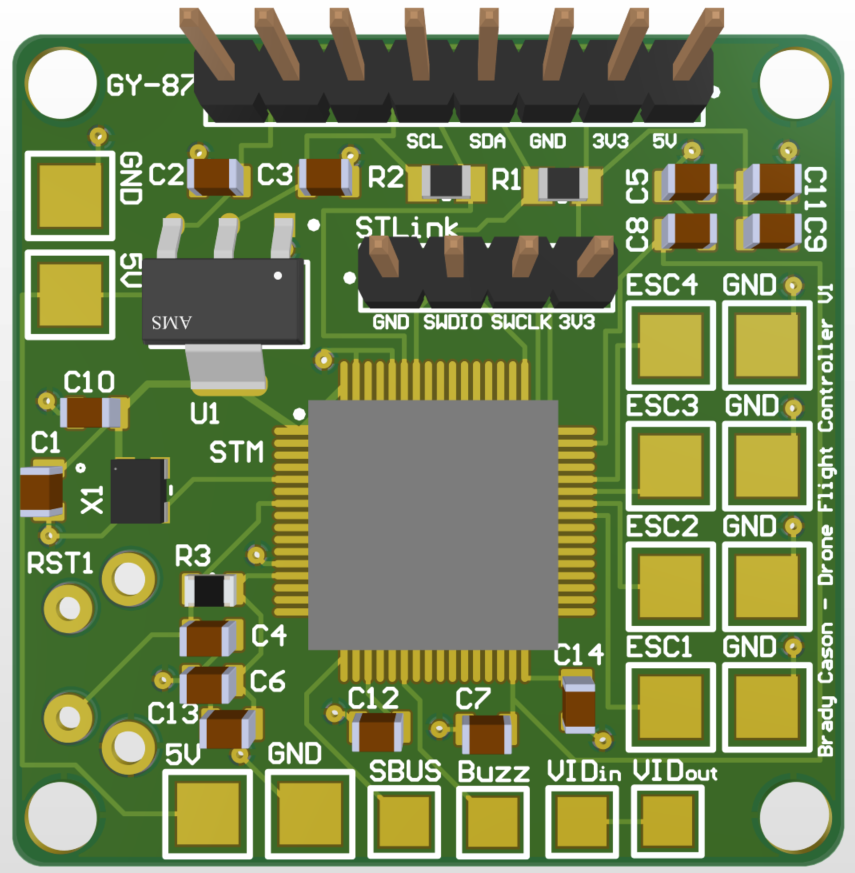 GY-87
SCL SDA GND 3V3 5V
GND
C2
C3
R2
R1
C5
C11
C8
C9
STLink
5V
GND SWDIO SWCLK 3V3
AMS
U1
ESC4 GND
C10
C1
X1
STM
ESC3 GND
ESC2 GND
RST1
R3
C4
C6
C13
ESC1 GND
C14
C12
C7
5V GND
SBUS Buzz VIDin VIDout
Brady Cason - Drone Flight Controller V1